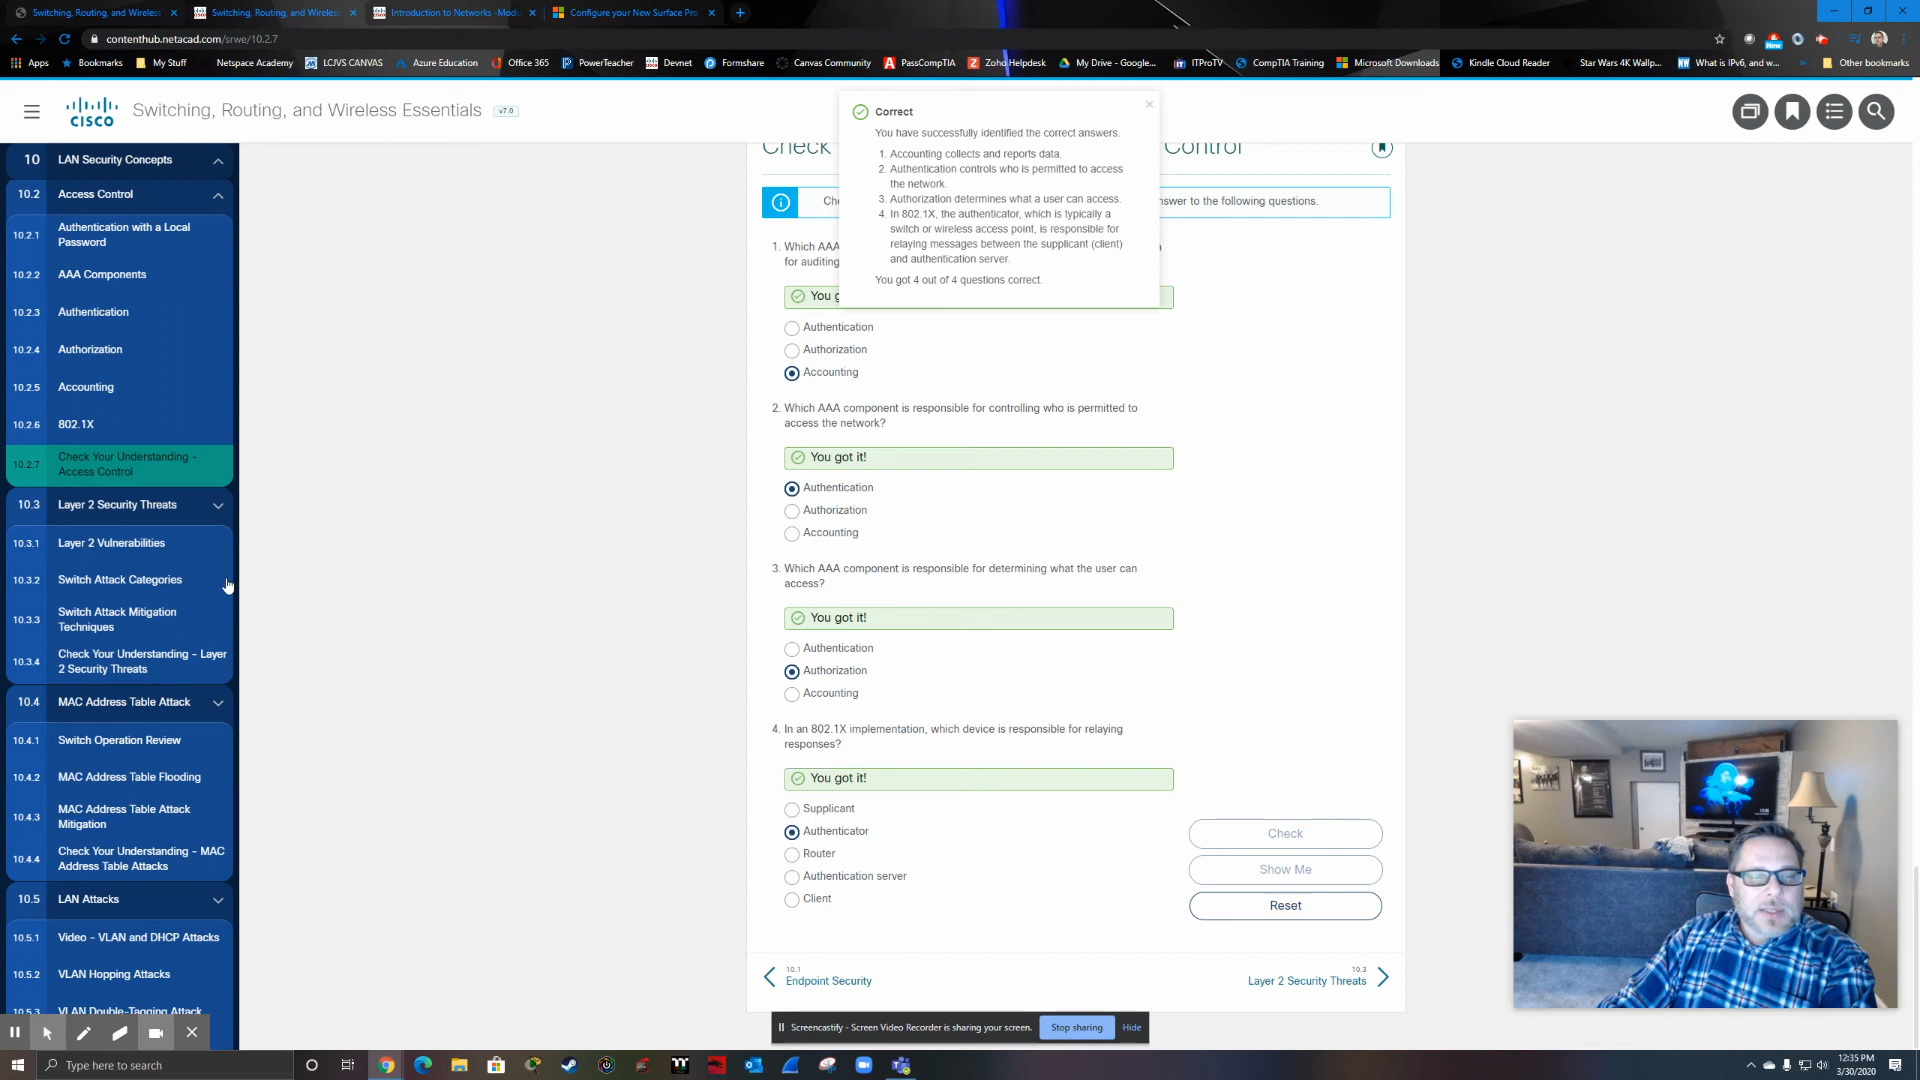 Switching, Routing, and Wireless
Switching, Routing, and Wireless
Introduction to Networks -Modu
Configure your New Surface Pro
contenthub.netacad.com/srwe/10.2.7
Apps
Bookmarks
My Stuff
Netspace Academy
LCJVS CANVAS
Azure Education
Office 365
PowerTeacher
Devnet
Formshare
Canvas Community
PassCompTIA
Zoho Helpdesk
My Drive - Google...
ITProTV
CompTIA Training
Microsoft Downloads
Kindle Cloud Reader
Star Wars 4K Wallp...
What is IPv6, and w...
Other bookmarks
New
CISCO
Switching, Routing, and Wireless Essentials
v7.0
10 LAN Security Concepts
10.2 Access Control
10.2.1 Authentication with a Local
Password
10.2.2 AAA Components
10.2.3 Authentication
10.2.4 Authorization
10.2.5 Accounting
10.2.6 802.1X
10.2.7 Check Your Understanding -
Access Control
10.3 Layer 2 Security Threats
10.3.1 Layer 2 Vulnerabilities
10.3.2 Switch Attack Categories
10.3.3 Switch Attack Mitigation
Techniques
10.3.4 Check Your Understanding - Layer
2 Security Threats
10.4 MAC Address Table Attack
10.4.1 Switch Operation Review
10.4.2 MAC Address Table Flooding
10.4.3 MAC Address Table Attack
Mitigation
10.4.4 Check Your Understanding - MAC
Address Table Attacks
10.5 LAN Attacks
10.5.1 Video - VLAN and DHCP Attacks
10.5.2 VLAN Hopping Attacks
10.5.3 VLAN Double-Tagging Attack
Correct
You have successfully identified the correct answers.
1. Accounting collects and reports data.
2. Authentication controls who is permitted to access
the network.
3. Authorization determines what a user can access.
4. In 802.1X, the authenticator, which is typically a
switch or wireless access point, is responsible for
relaying messages between the supplicant (client)
and authentication server.
You got 4 out of 4 questions correct.
Check Control
Che swer to the following questions.
1. Which AAA
for auditing
You g
Authentication
Authorization
Accounting
2. Which AAA component is responsible for controlling who is permitted to
access the network?
You got it!
Authentication
Authorization
Accounting
3. Which AAA component is responsible for determining what the user can
access?
You got it!
Authentication
Authorization
Accounting
4. In an 802.1X implementation, which device is responsible for relaying
responses?
You got it!
Supplicant
Authenticator
Router
Authentication server
Client
Check
Show Me
Reset
10.1
Endpoint Security
10.3
Layer 2 Security Threats
Screencastify - Screen Video Recorder is sharing your screen.
Stop sharing
Hide
Type here to search
12:35 PM
3/30/2020